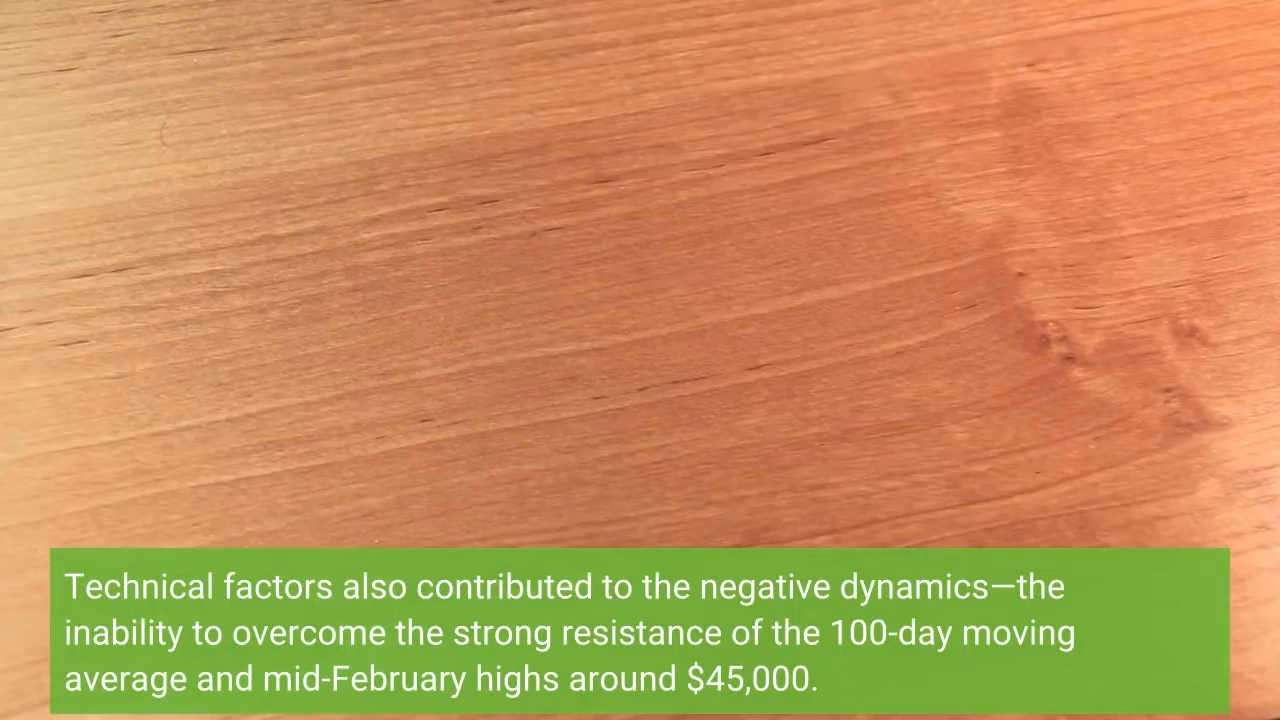 Technical factors also contributed to the negative dynamics—the
inability to overcome the strong resistance of the 100-day moving
average and mid-February highs around $45,000.